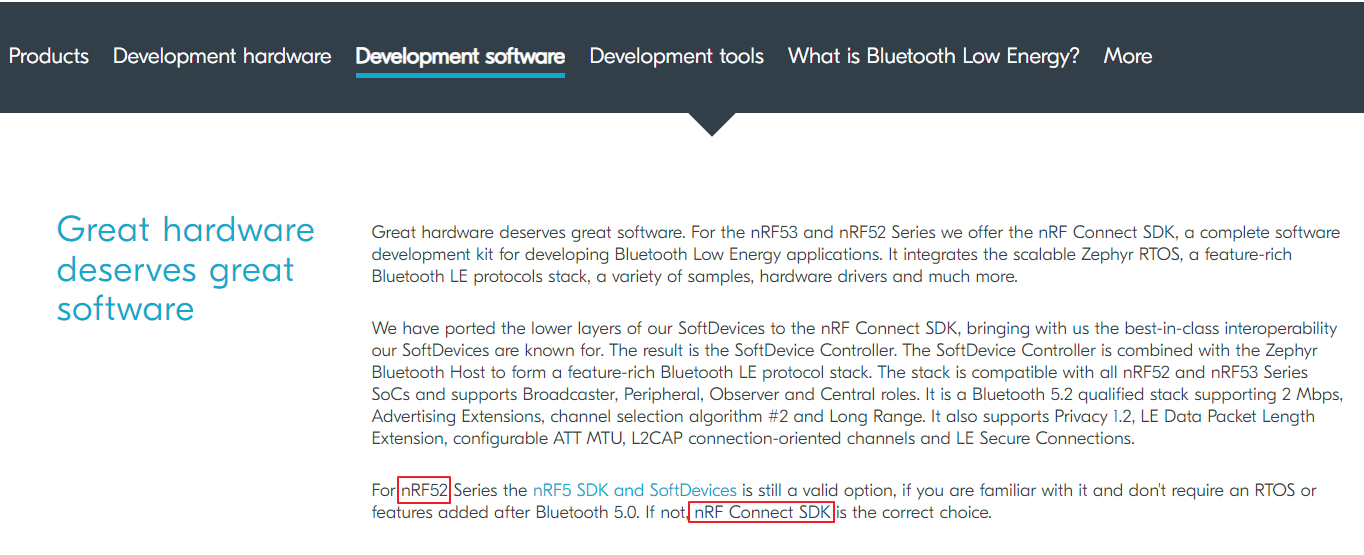 Products Development hardware Development software Development tools What is Bluetooth Low Energy? More
Great hardware
deserves great
software
Great hardware deserves great software. For the nRF53 and nRF52 Series we offer the nRF Connect SDK, a complete software
development kit for developing Bluetooth Low Energy applications. It integrates the scalable Zephyr RTOS, a feature-rich
Bluetooth LE protocols stack, a variety of samples, hardware drivers and much more.
We have ported the lower layers of our SoftDevices to the nRF Connect SDK, bringing with us the best-in-class interoperability
our SoftDevices are known for. The result is the SoftDevice Controller. The SoftDevice Controller is combined with the Zephyr
Bluetooth Host to form a feature-rich Bluetooth LE protocol stack. The stack is compatible with all nRF52 and nRF53 Series
SoCs and supports Broadcaster, Peripheral, Observer and Central roles. It is a Bluetooth 5.2 qualified stack supporting 2 Mbps,
Advertising Extensions, channel selection algorithm #2 and Long Range. It also supports Privacy 1.2, LE Data Packet Length
Extension, configurable ATT MTU, L2CAP connection-oriented channels and LE Secure Connections.
For nRF52 Series the nRF5 SDK and SoftDevices is still a valid option, if you are familiar with it and don't require an RTOS or
features added after Bluetooth 5.0. If not, nRF Connect SDK is the correct choice.